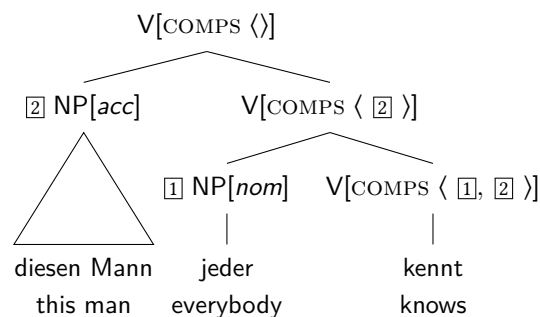 V[COMPS ⟨⟩]
[2] NP[acc] V[COMPS ⟨ [2] ⟩]
[1] NP[nom] V[COMPS ⟨ [1], [2] ⟩]
diesen Mann jeder kennt
this man everybody knows